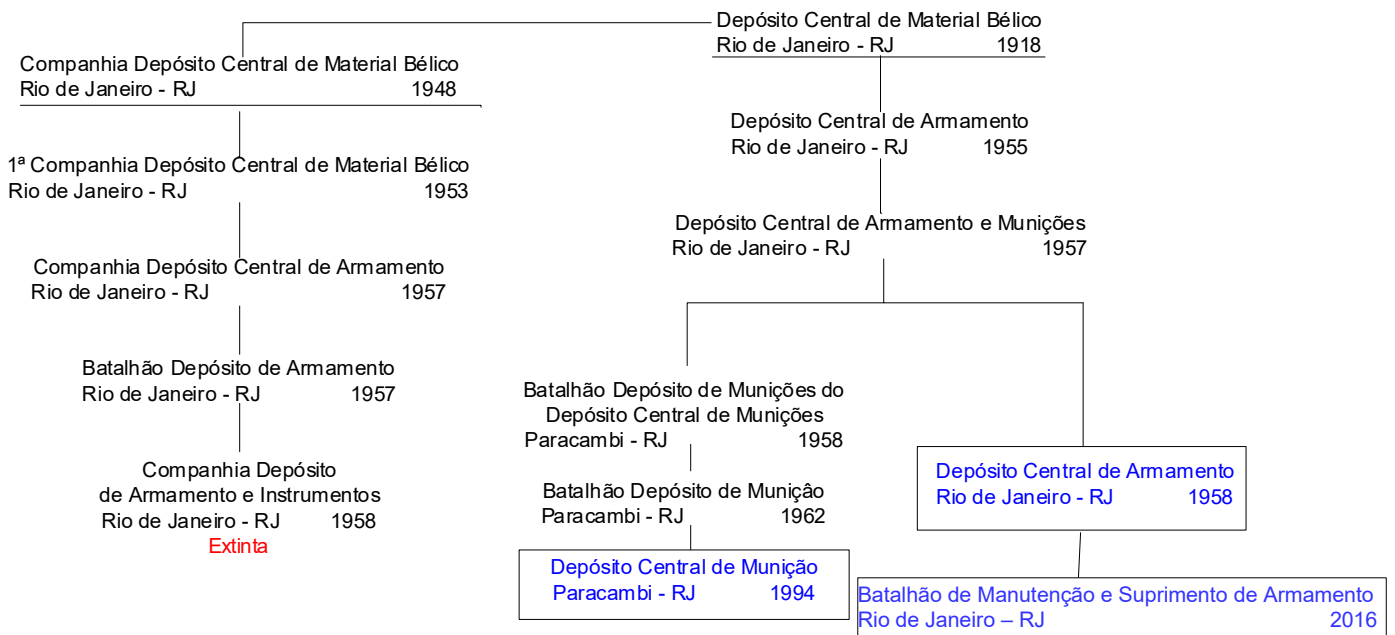 Depósito Central de Material Bélico
Rio de Janeiro - RJ 1918
Companhia Depósito Central de Material Bélico
Rio de Janeiro - RJ 1948
1ª Companhia Depósito Central de Material Bélico
Rio de Janeiro - RJ 1953
Companhia Depósito Central de Armamento
Rio de Janeiro - RJ 1957
Batalhão Depósito de Armamento
Rio de Janeiro - RJ 1957
Companhia Depósito
de Armamento e Instrumentos
Rio de Janeiro - RJ 1958
Extinta
Depósito Central de Armamento
Rio de Janeiro - RJ 1955
Depósito Central de Armamento e Munições
Rio de Janeiro - RJ 1957
Batalhão Depósito de Munições do
Depósito Central de Munições
Paracambi - RJ 1958
Batalhão Depósito de Muniçâo
Paracambi - RJ 1962
Depósito Central de Munição
Paracambi - RJ 1994
Depósito Central de Armamento
Rio de Janeiro - RJ 1958
Batalhão de Manutenção e Suprimento de Armamento
Rio de Janeiro – RJ 2016